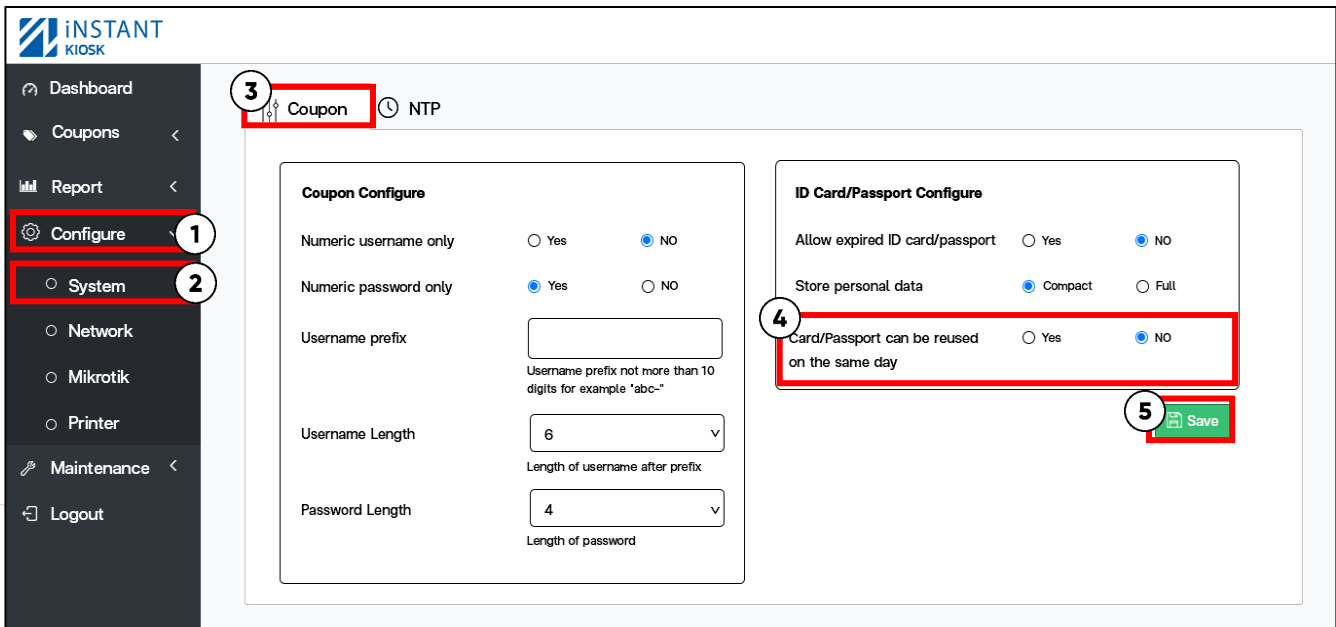 iNSTANT
KIOSK
Dashboard
Coupons
Report
Configure
1
System
2
Network
Mikrotik
Printer
Maintenance
Logout
3
Coupon
NTP
Coupon Configure
Numeric username only
Yes
NO
Numeric password only
Yes
NO
Username prefix
Username prefix not more than 10
digits for example "abc-"
Username Length
6
Length of username after prefix
Password Length
4
Length of password
ID Card/Passport Configure
Allow expired ID card/passport
Yes
NO
Store personal data
Compact
Full
4
Card/Passport can be reused
on the same day
Yes
NO
5
Save